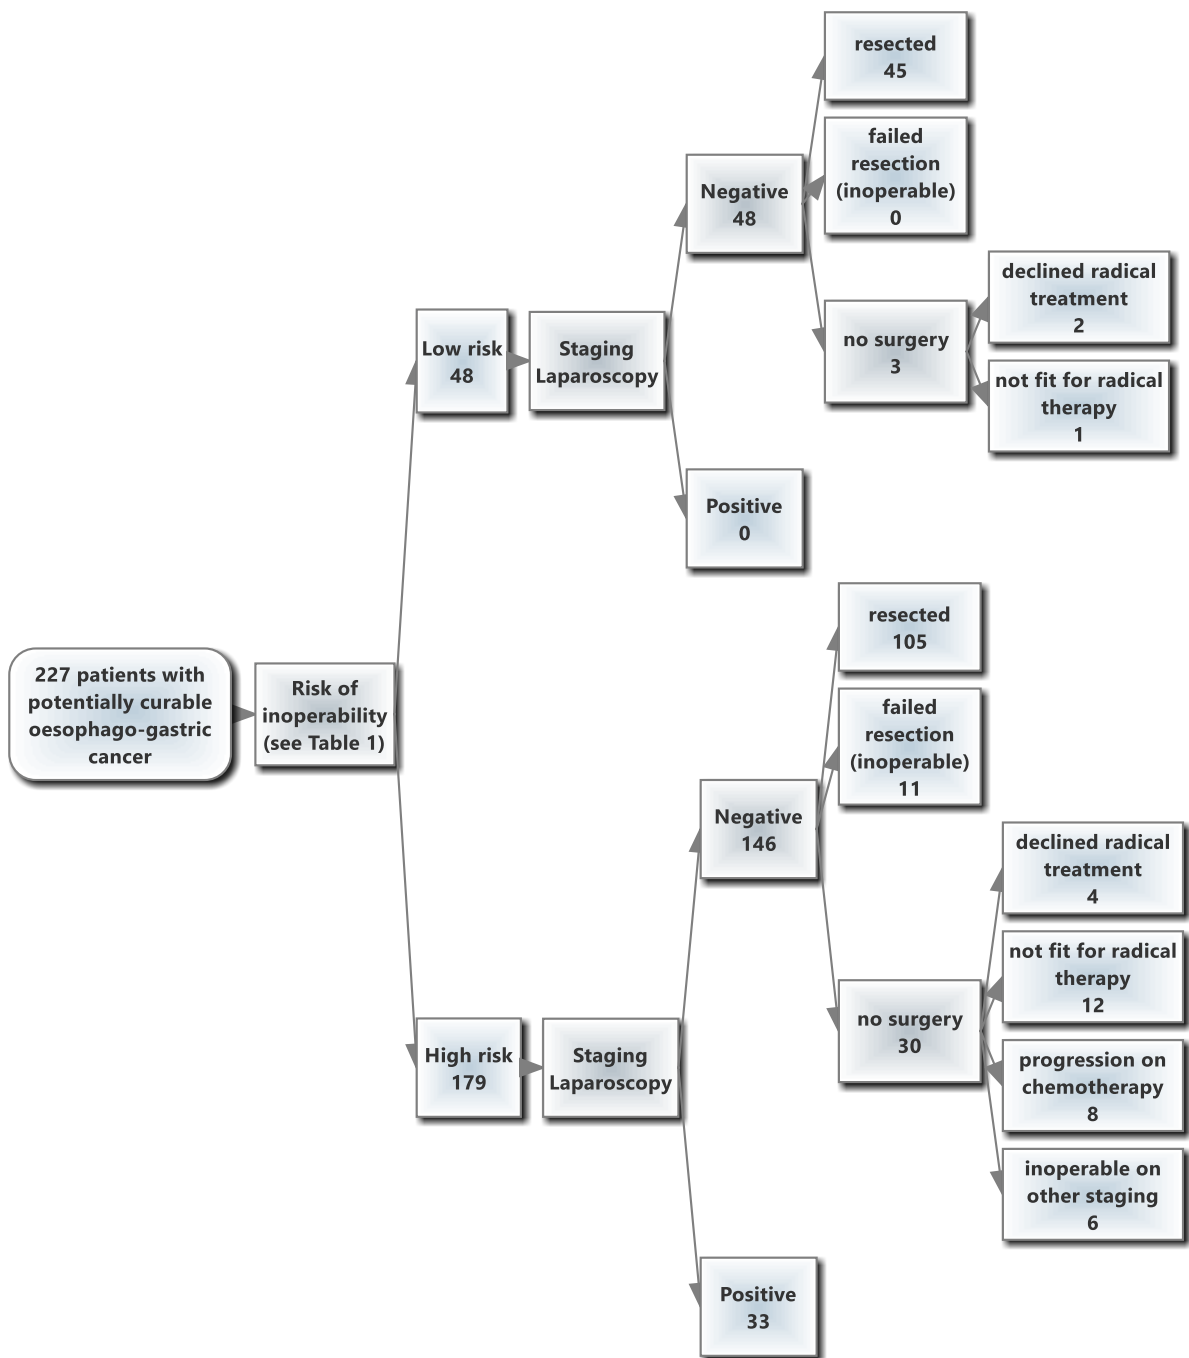 227 patients with
potentially curable
oesophago-gastric
cancer
Risk of
inoperability
(see Table 1)
Low risk
48
Staging
Laparoscopy
Negative
48
resected
45
failed
resection
(inoperable)
0
no surgery
3
declined radical
treatment
2
not fit for radical
therapy
1
Positive
0
High risk
179
Staging
Laparoscopy
Negative
146
resected
105
failed
resection
(inoperable)
11
no surgery
30
declined radical
treatment
4
not fit for radical
therapy
12
progression on
chemotherapy
8
inoperable on
other staging
6
Positive
33